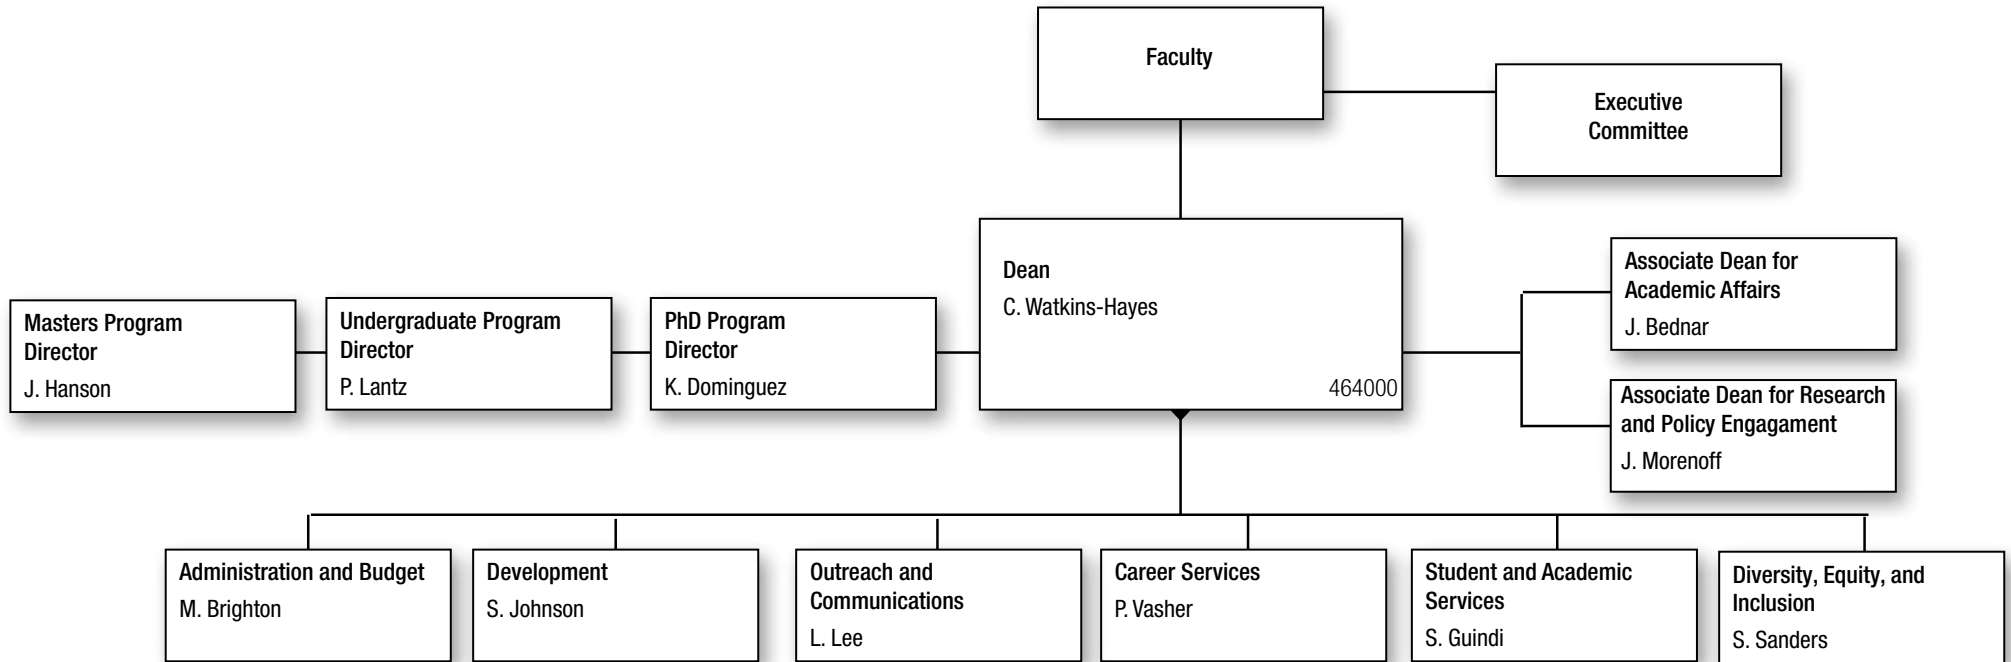 Faculty
Executive
Committee
Dean
C. Watkins-Hayes
464000
Associate Dean for
Academic Affairs
J. Bednar
Associate Dean for Research
and Policy Engagament
J. Morenoff
Masters Program
Director
J. Hanson
Undergraduate Program
Director
P. Lantz
PhD Program
Director
K. Dominguez
Administration and Budget
M. Brighton
Development
S. Johnson
Outreach and
Communications
L. Lee
Career Services
P. Vasher
Student and Academic
Services
S. Guindi
Diversity, Equity, and
Inclusion
S. Sanders